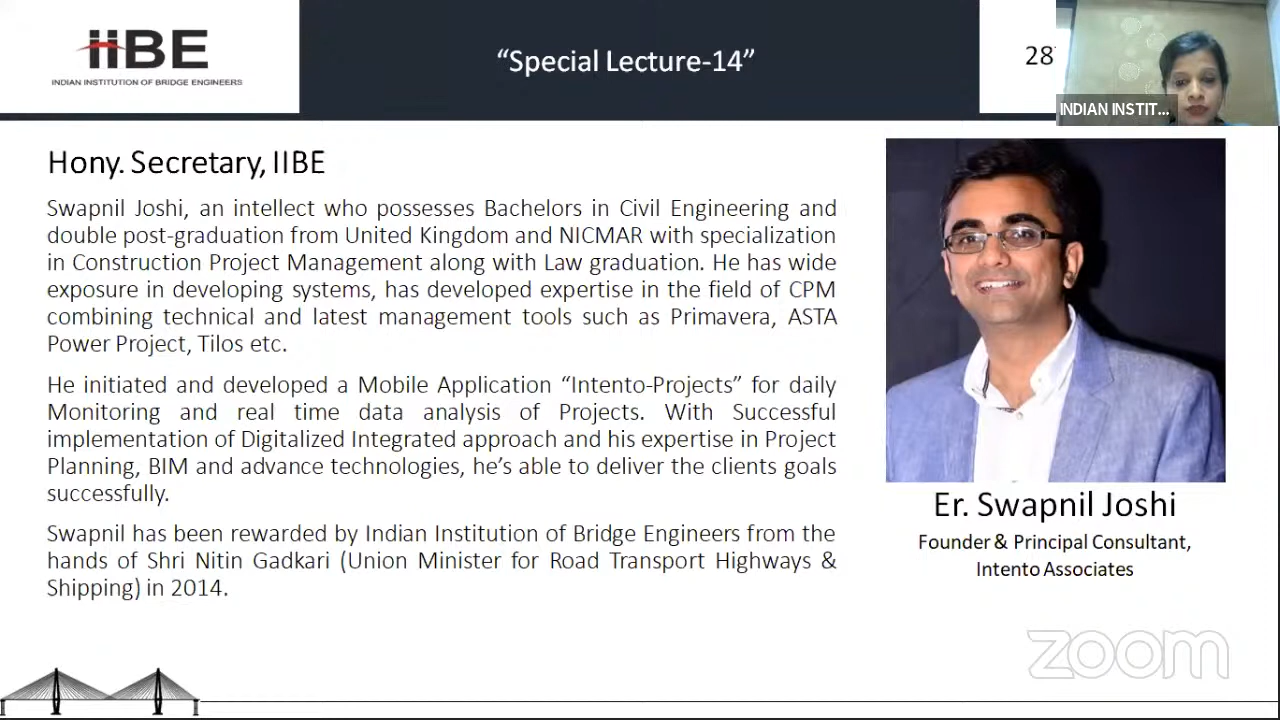 iiBE
INDIAN INSTITUTION OF BRIDGE ENGINEERS
“Special Lecture-14”
28
INDIAN INSTIT...
Hony. Secretary, IIBE
Swapnil Joshi, an intellect who possesses Bachelors in Civil Engineering and
double post-graduation from United Kingdom and NICMAR with specialization
in Construction Project Management along with Law graduation. He has wide
exposure in developing systems, has developed expertise in the field of CPM
combining technical and latest management tools such as Primavera, ASTA
Power Project, Tilos etc.
He initiated and developed a Mobile Application “Intento-Projects” for daily
Monitoring and real time data analysis of Projects. With Successful
implementation of Digitalized Integrated approach and his expertise in Project
Planning, BIM and advance technologies, he’s able to deliver the clients goals
successfully.
Swapnil has been rewarded by Indian Institution of Bridge Engineers from the
hands of Shri Nitin Gadkari (Union Minister for Road Transport Highways &
Shipping) in 2014.
Er. Swapnil Joshi
Founder & Principal Consultant,
Intento Associates
zoom